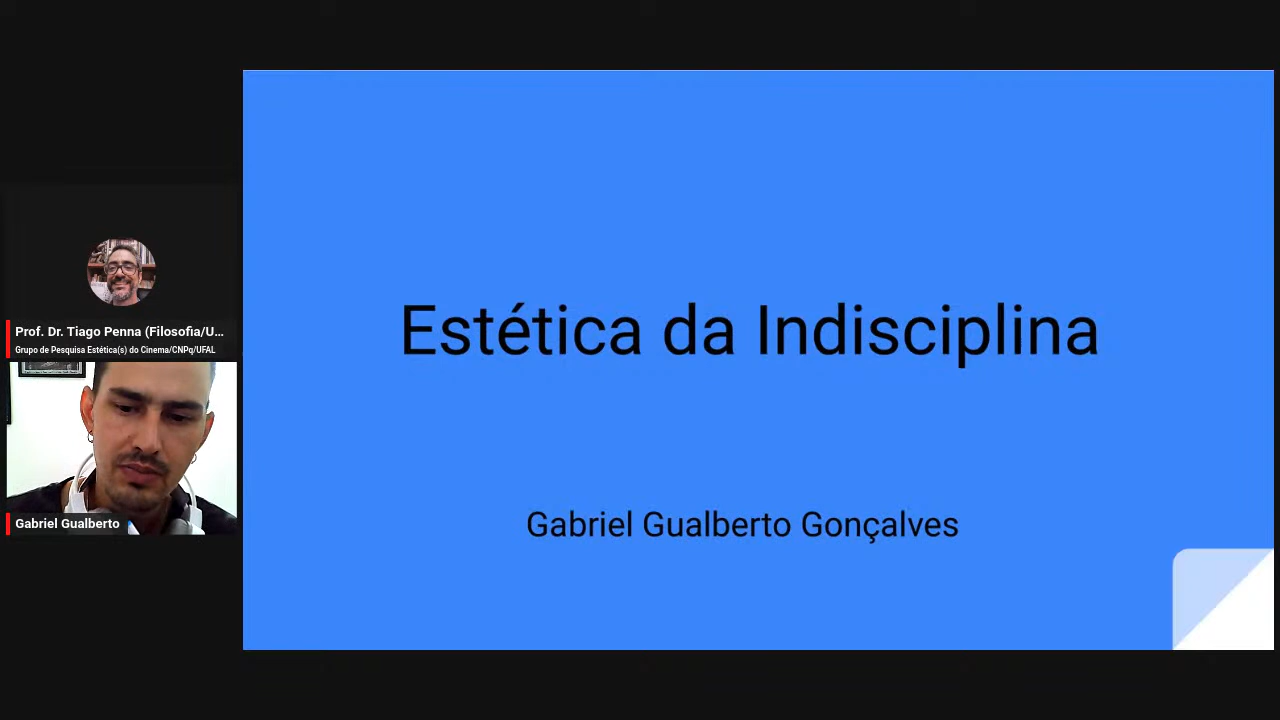 Prof. Dr. Tiago Penna (Filosofia/U...
Grupo de Pesquisa Estética(s) do Cinema/CNPq/UFAL
Gabriel Gualberto
Estética da Indisciplina
Gabriel Gualberto Gonçalves